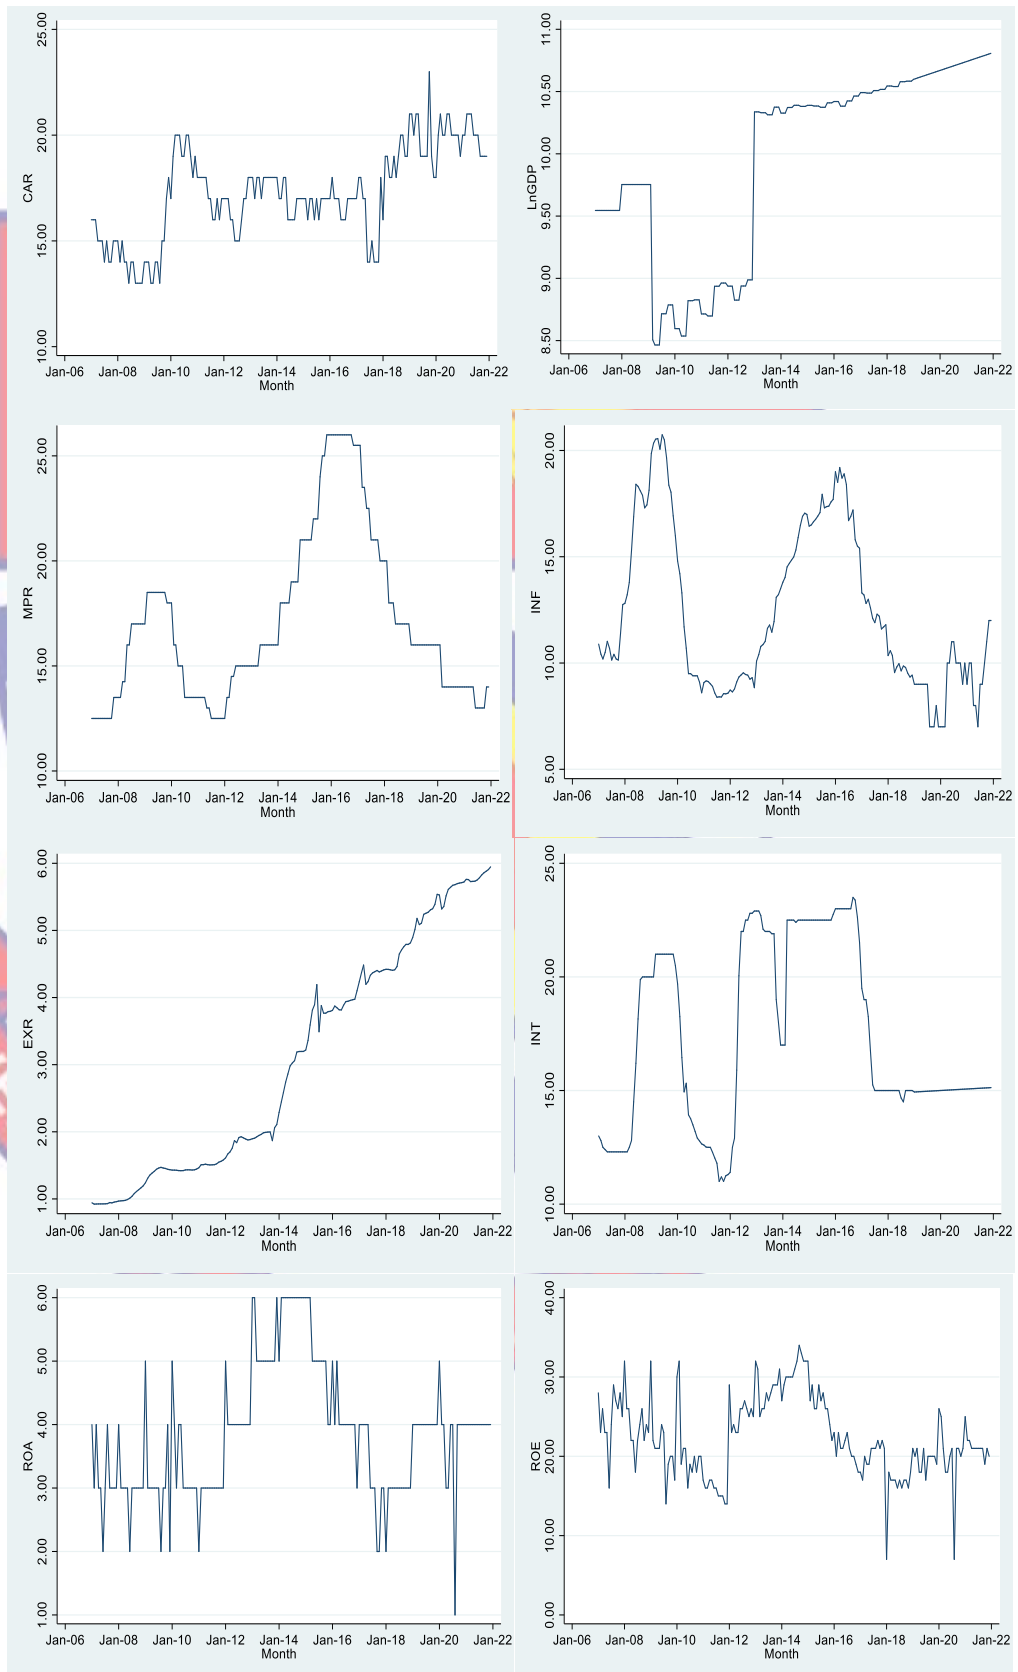 25.00
20.00
15.00
10.00
CAR
Jan-06 Jan-08 Jan-10 Jan-12 Jan-14 Jan-16 Jan-18 Jan-20 Jan-22
Month
11.00
10.50
10.00
9.50
9.00
8.50
LnGDP
Jan-06 Jan-08 Jan-10 Jan-12 Jan-14 Jan-16 Jan-18 Jan-20 Jan-22
Month
25.00
20.00
15.00
10.00
MPR
Jan-06 Jan-08 Jan-10 Jan-12 Jan-14 Jan-16 Jan-18 Jan-20 Jan-22
Month
20.00
15.00
10.00
5.00
INF
Jan-06 Jan-08 Jan-10 Jan-12 Jan-14 Jan-16 Jan-18 Jan-20 Jan-22
Month
6.00
5.00
4.00
3.00
2.00
1.00
EXR
Jan-06 Jan-08 Jan-10 Jan-12 Jan-14 Jan-16 Jan-18 Jan-20 Jan-22
Month
25.00
20.00
15.00
10.00
INT
Jan-06 Jan-08 Jan-10 Jan-12 Jan-14 Jan-16 Jan-18 Jan-20 Jan-22
Month
6.00
5.00
4.00
3.00
2.00
1.00
ROA
Jan-06 Jan-08 Jan-10 Jan-12 Jan-14 Jan-16 Jan-18 Jan-20 Jan-22
Month
40.00
30.00
20.00
10.00
0.00
ROE
Jan-06 Jan-08 Jan-10 Jan-12 Jan-14 Jan-16 Jan-18 Jan-20 Jan-22
Month